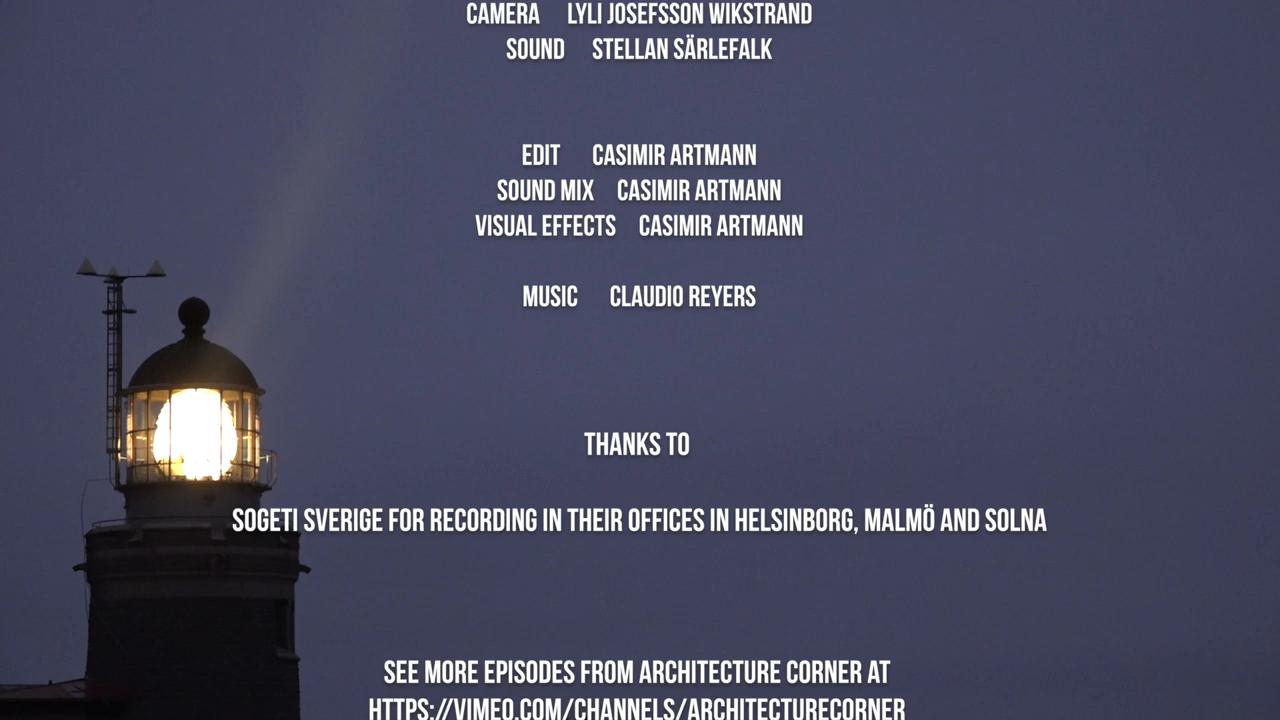 CAMERA LYLI JOSEFSSON WIKSTRAND
SOUND STELLAN SÄRLEFALK
EDIT CASIMIR ARTMANN
SOUND MIX CASIMIR ARTMANN
VISUAL EFFECTS CASIMIR ARTMANN
MUSIC CLAUDIO REYERS
THANKS TO
SOGETI SVERIGE FOR RECORDING IN THEIR OFFICES IN HELSINBORG, MALMÖ AND SOLNA
SEE MORE EPISODES FROM ARCHITECTURE CORNER AT
HTTPS://VIMEO.COM/CHANNELS/ARCHITECTURECORNER